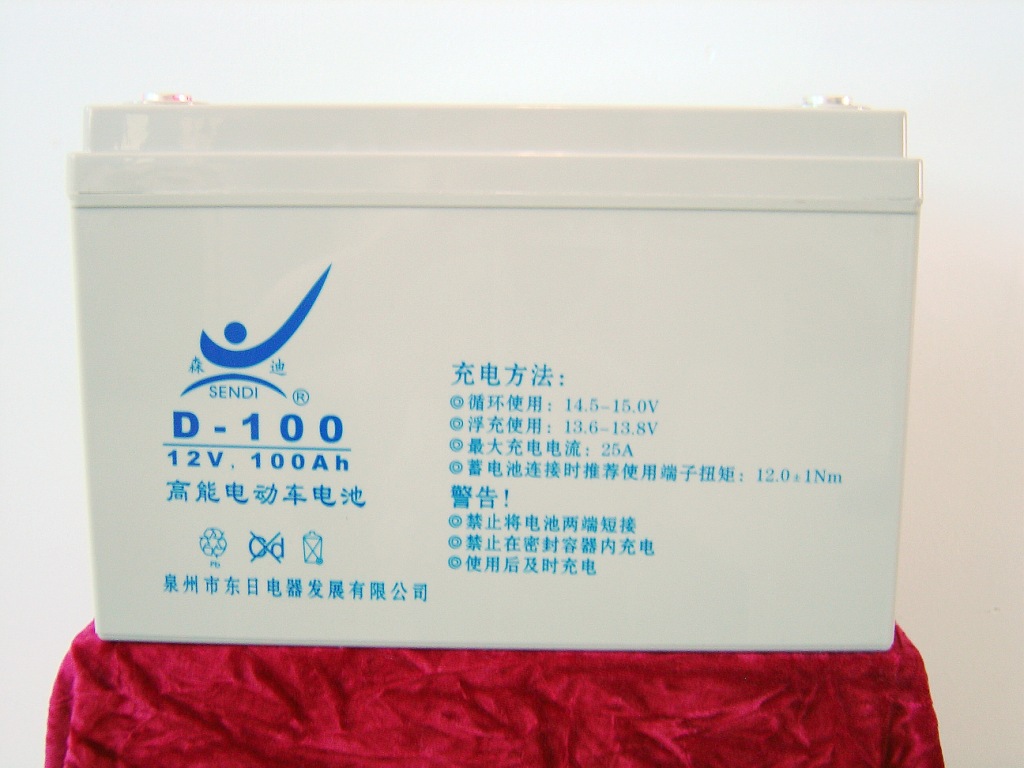 森 迪
SENDI ®
D-100
12V, 100Ah
高能电动车电池
Pb
泉州市东日电器发展有限公司
充电方法:
◎循环使用: 14.5-15.0V
◎浮充使用: 13.6-13.8V
◎最大充电电流: 25A
◎蓄电池连接时推荐使用端子扭矩: 12.0±1Nm
警告!
◎禁止将电池两端短接
◎禁止在密封容器内充电
◎使用后及时充电